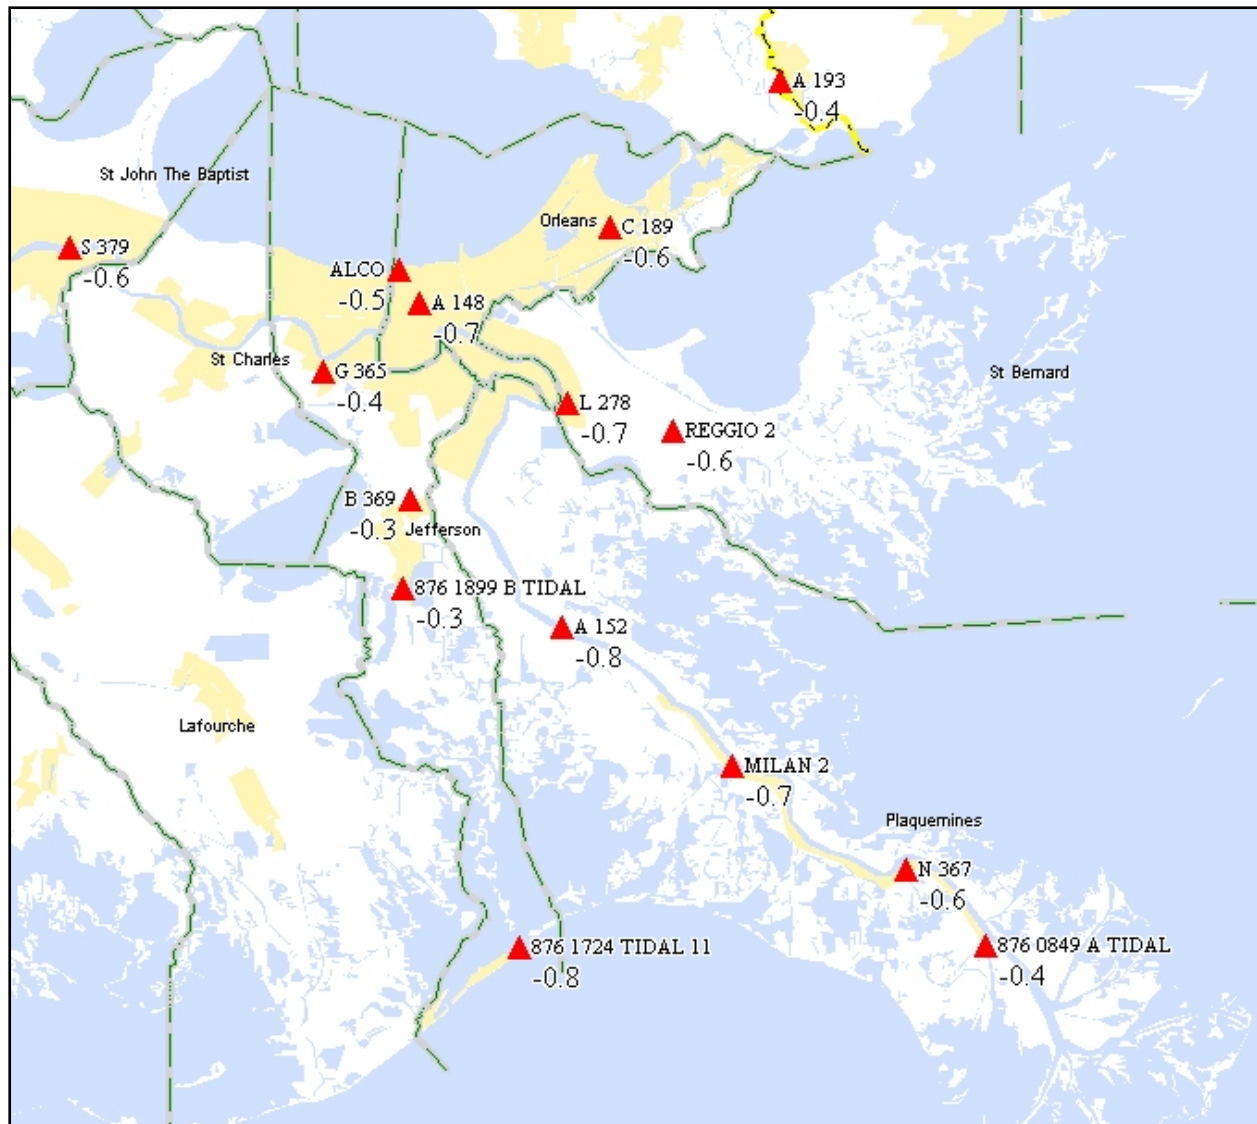 A 193
-0.4
St John The Baptist
Orleans
C 189
-0.6
S 379
-0.6
ALCO
-0.5
A 148
-0.7
St Charles
G 365
-0.4
St Bernard
L 278
-0.7
REGGIO 2
-0.6
B 369
-0.3
Jefferson
876 1899 B TIDAL
-0.3
A 152
-0.8
Lafourche
MILAN 2
-0.7
Plaquemines
N 367
-0.6
876 1724 TIDAL 11
-0.8
876 0849 A TIDAL
-0.4